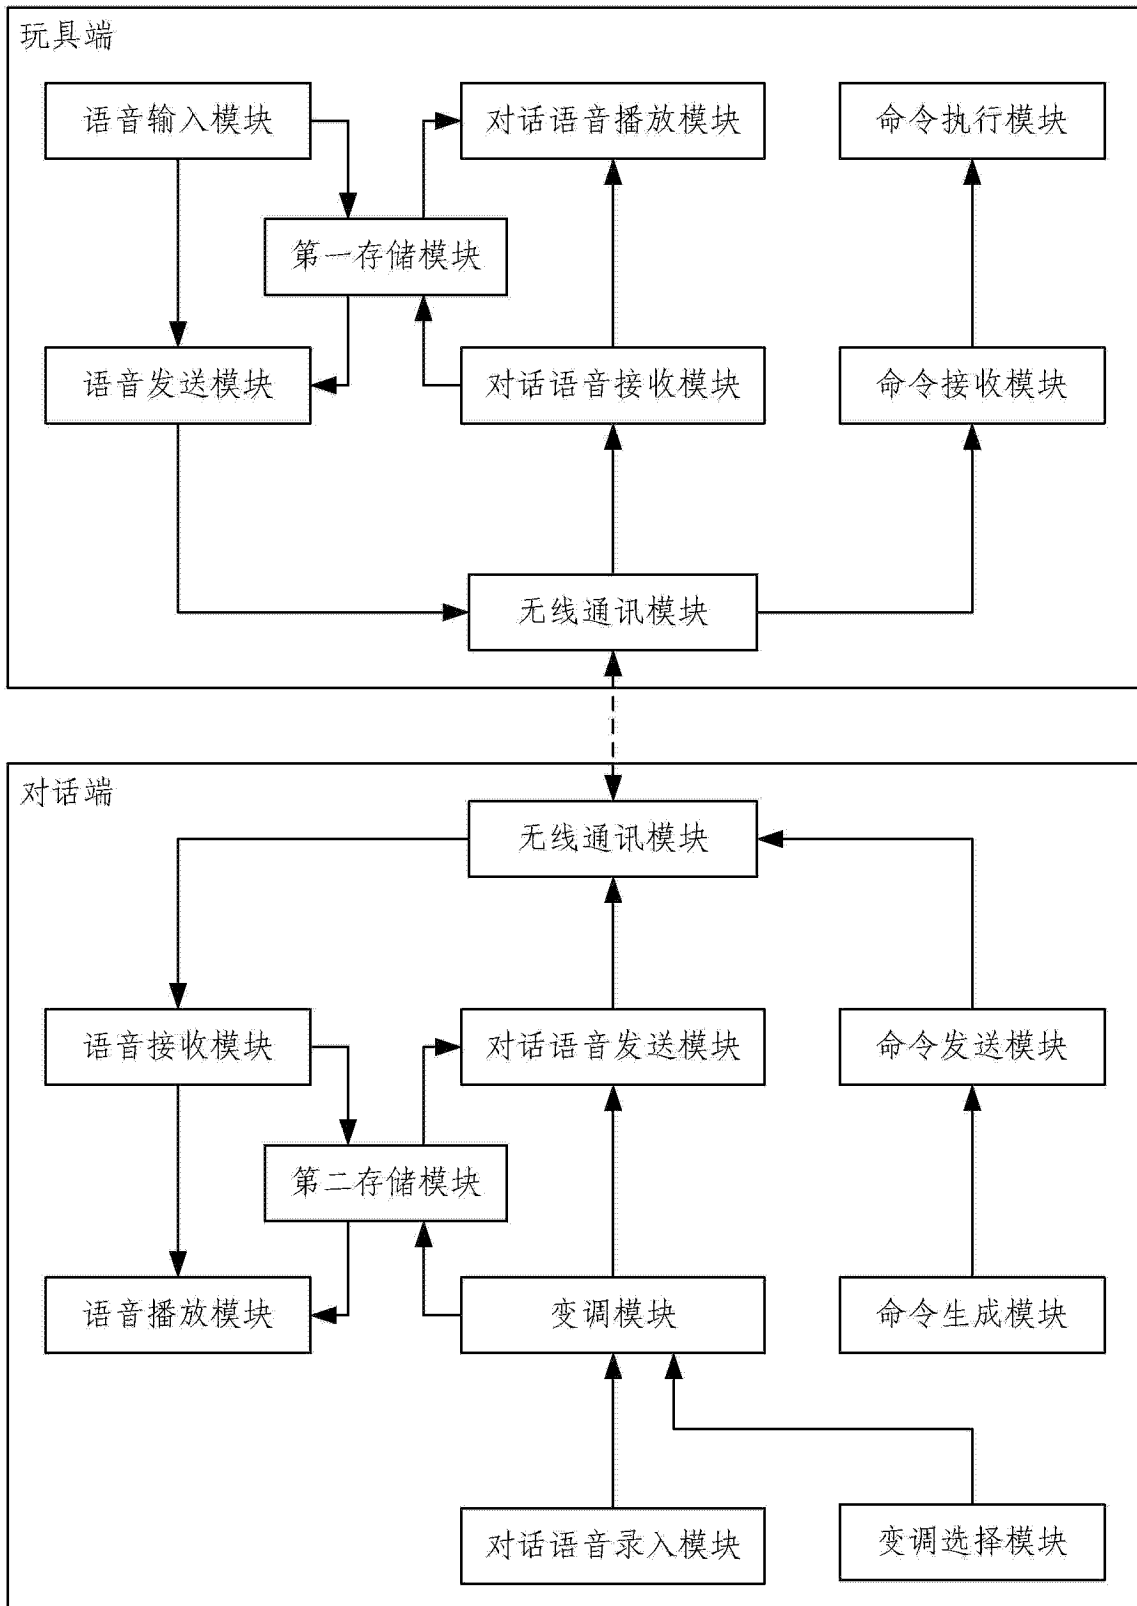 玩具端
语音输入模块
对话语音播放模块
命令执行模块
第一存储模块
语音发送模块
对话语音接收模块
命令接收模块
无线通讯模块
对话端
无线通讯模块
语音接收模块
对话语音发送模块
命令发送模块
第二存储模块
语音播放模块
变调模块
命令生成模块
对话语音录入模块
变调选择模块